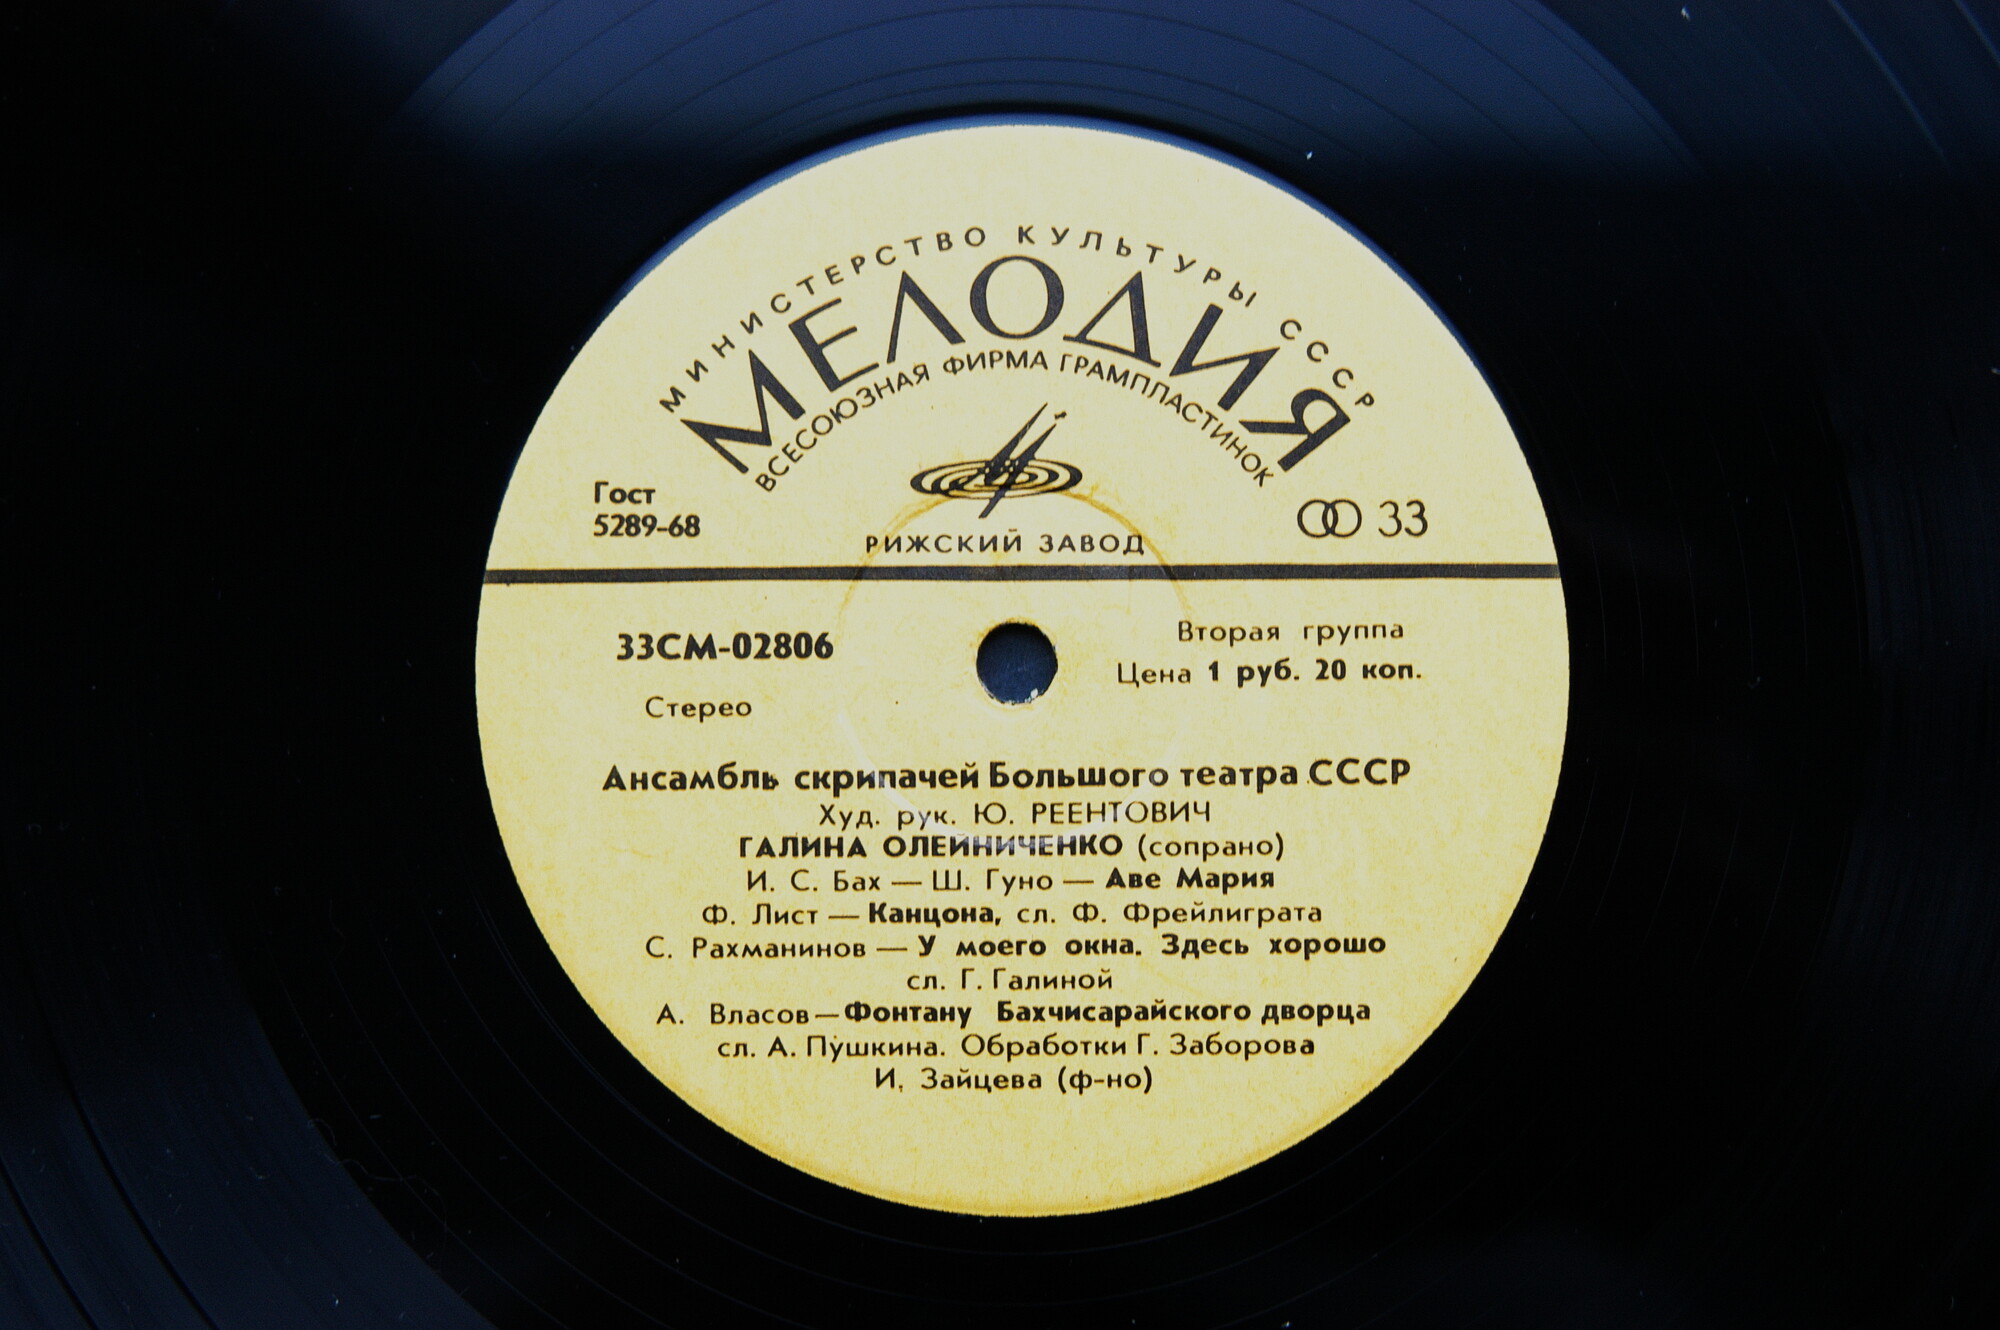 МИНИСТЕРСТВО КУЛЬТУРЫ СССР
МЕЛОДИЯ
ВСЕСОЮЗНАЯ ФИРМА ГРАМПЛАСТИНОК
Гост
5289-68
33
РИЖСКИЙ ЗАВОД
33СМ-02806
Вторая группа
Цена 1 руб. 20 коп.
Стерео
Ансамбль скрипачей Большого театра СССР
Худ. рук. Ю. РЕЕНТОВИЧ
ГАЛИНА ОЛЕЙНИЧЕНКО (сопрано)
И. С. Бах — Ш. Гуно — Аве Мария
Ф. Лист — Канцона, сл. Ф. Фрейлиграта
С. Рахманинов — У моего окна. Здесь хорошо
сл. Г. Галиной
А. Власов — Фонтану Бахчисарайского дворца
сл. А. Пушкина. Обработки Г. Заборова
И. Зайцева (ф-но)